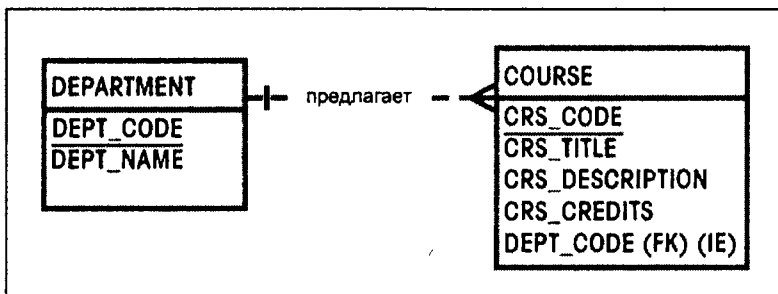 DEPARTMENT
DEPT_CODE
DEPT_NAME
предлагает
COURSE
CRS_CODE
CRS_TITLE
CRS_DESCRIPTION
CRS_CREDITS
DEPT_CODE (FK) (IE)